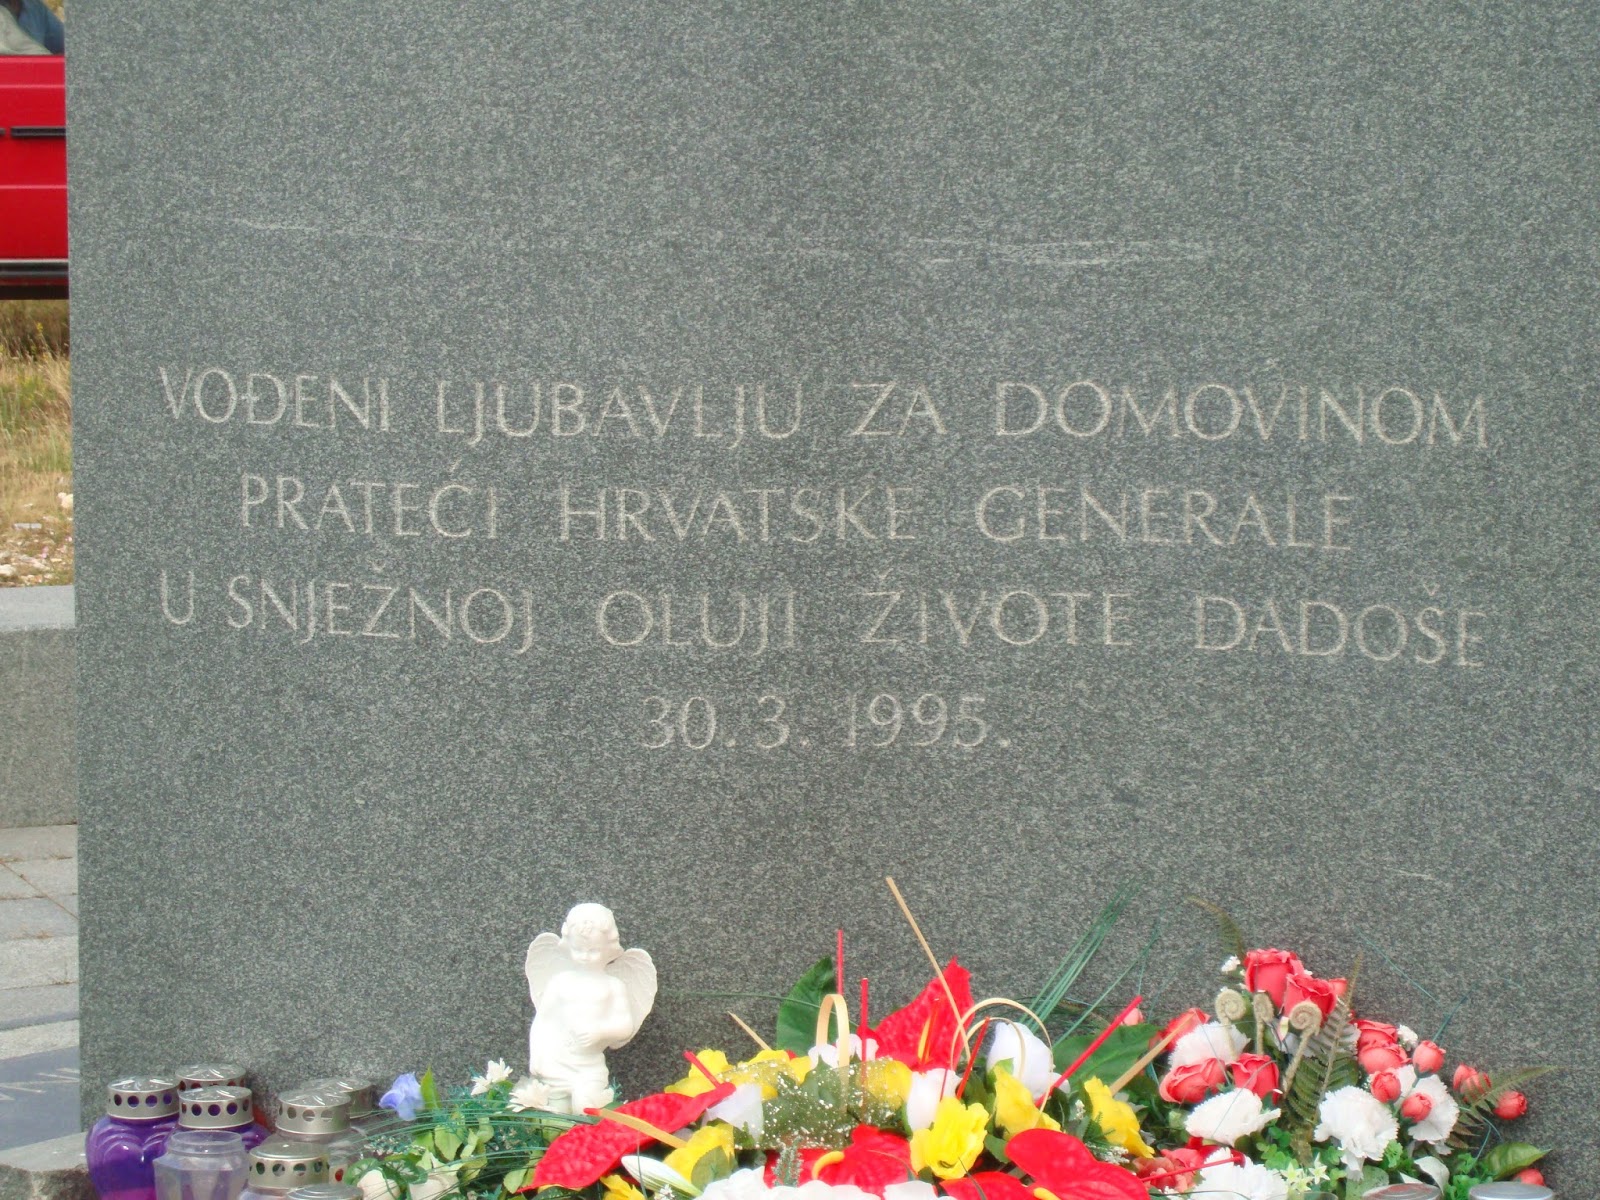 VOĐENI LJUBAVLJU ZA DOMOVINOM
PRATEĆI HRVATSKE GENERALE
U SNJEŽNOJ OLUJI ŽIVOTE DADOŠE
30. 3. 1995.